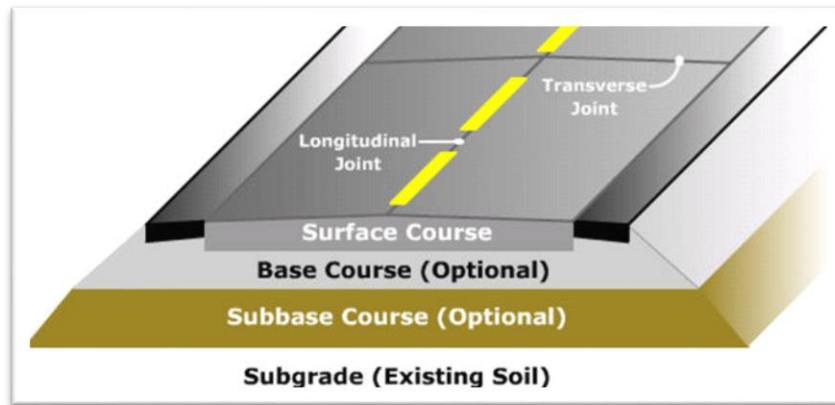 Transverse
Joint
Longitudinal
Joint
Surface Course
Base Course (Optional)
Subbase Course (Optional)
Subgrade (Existing Soil)